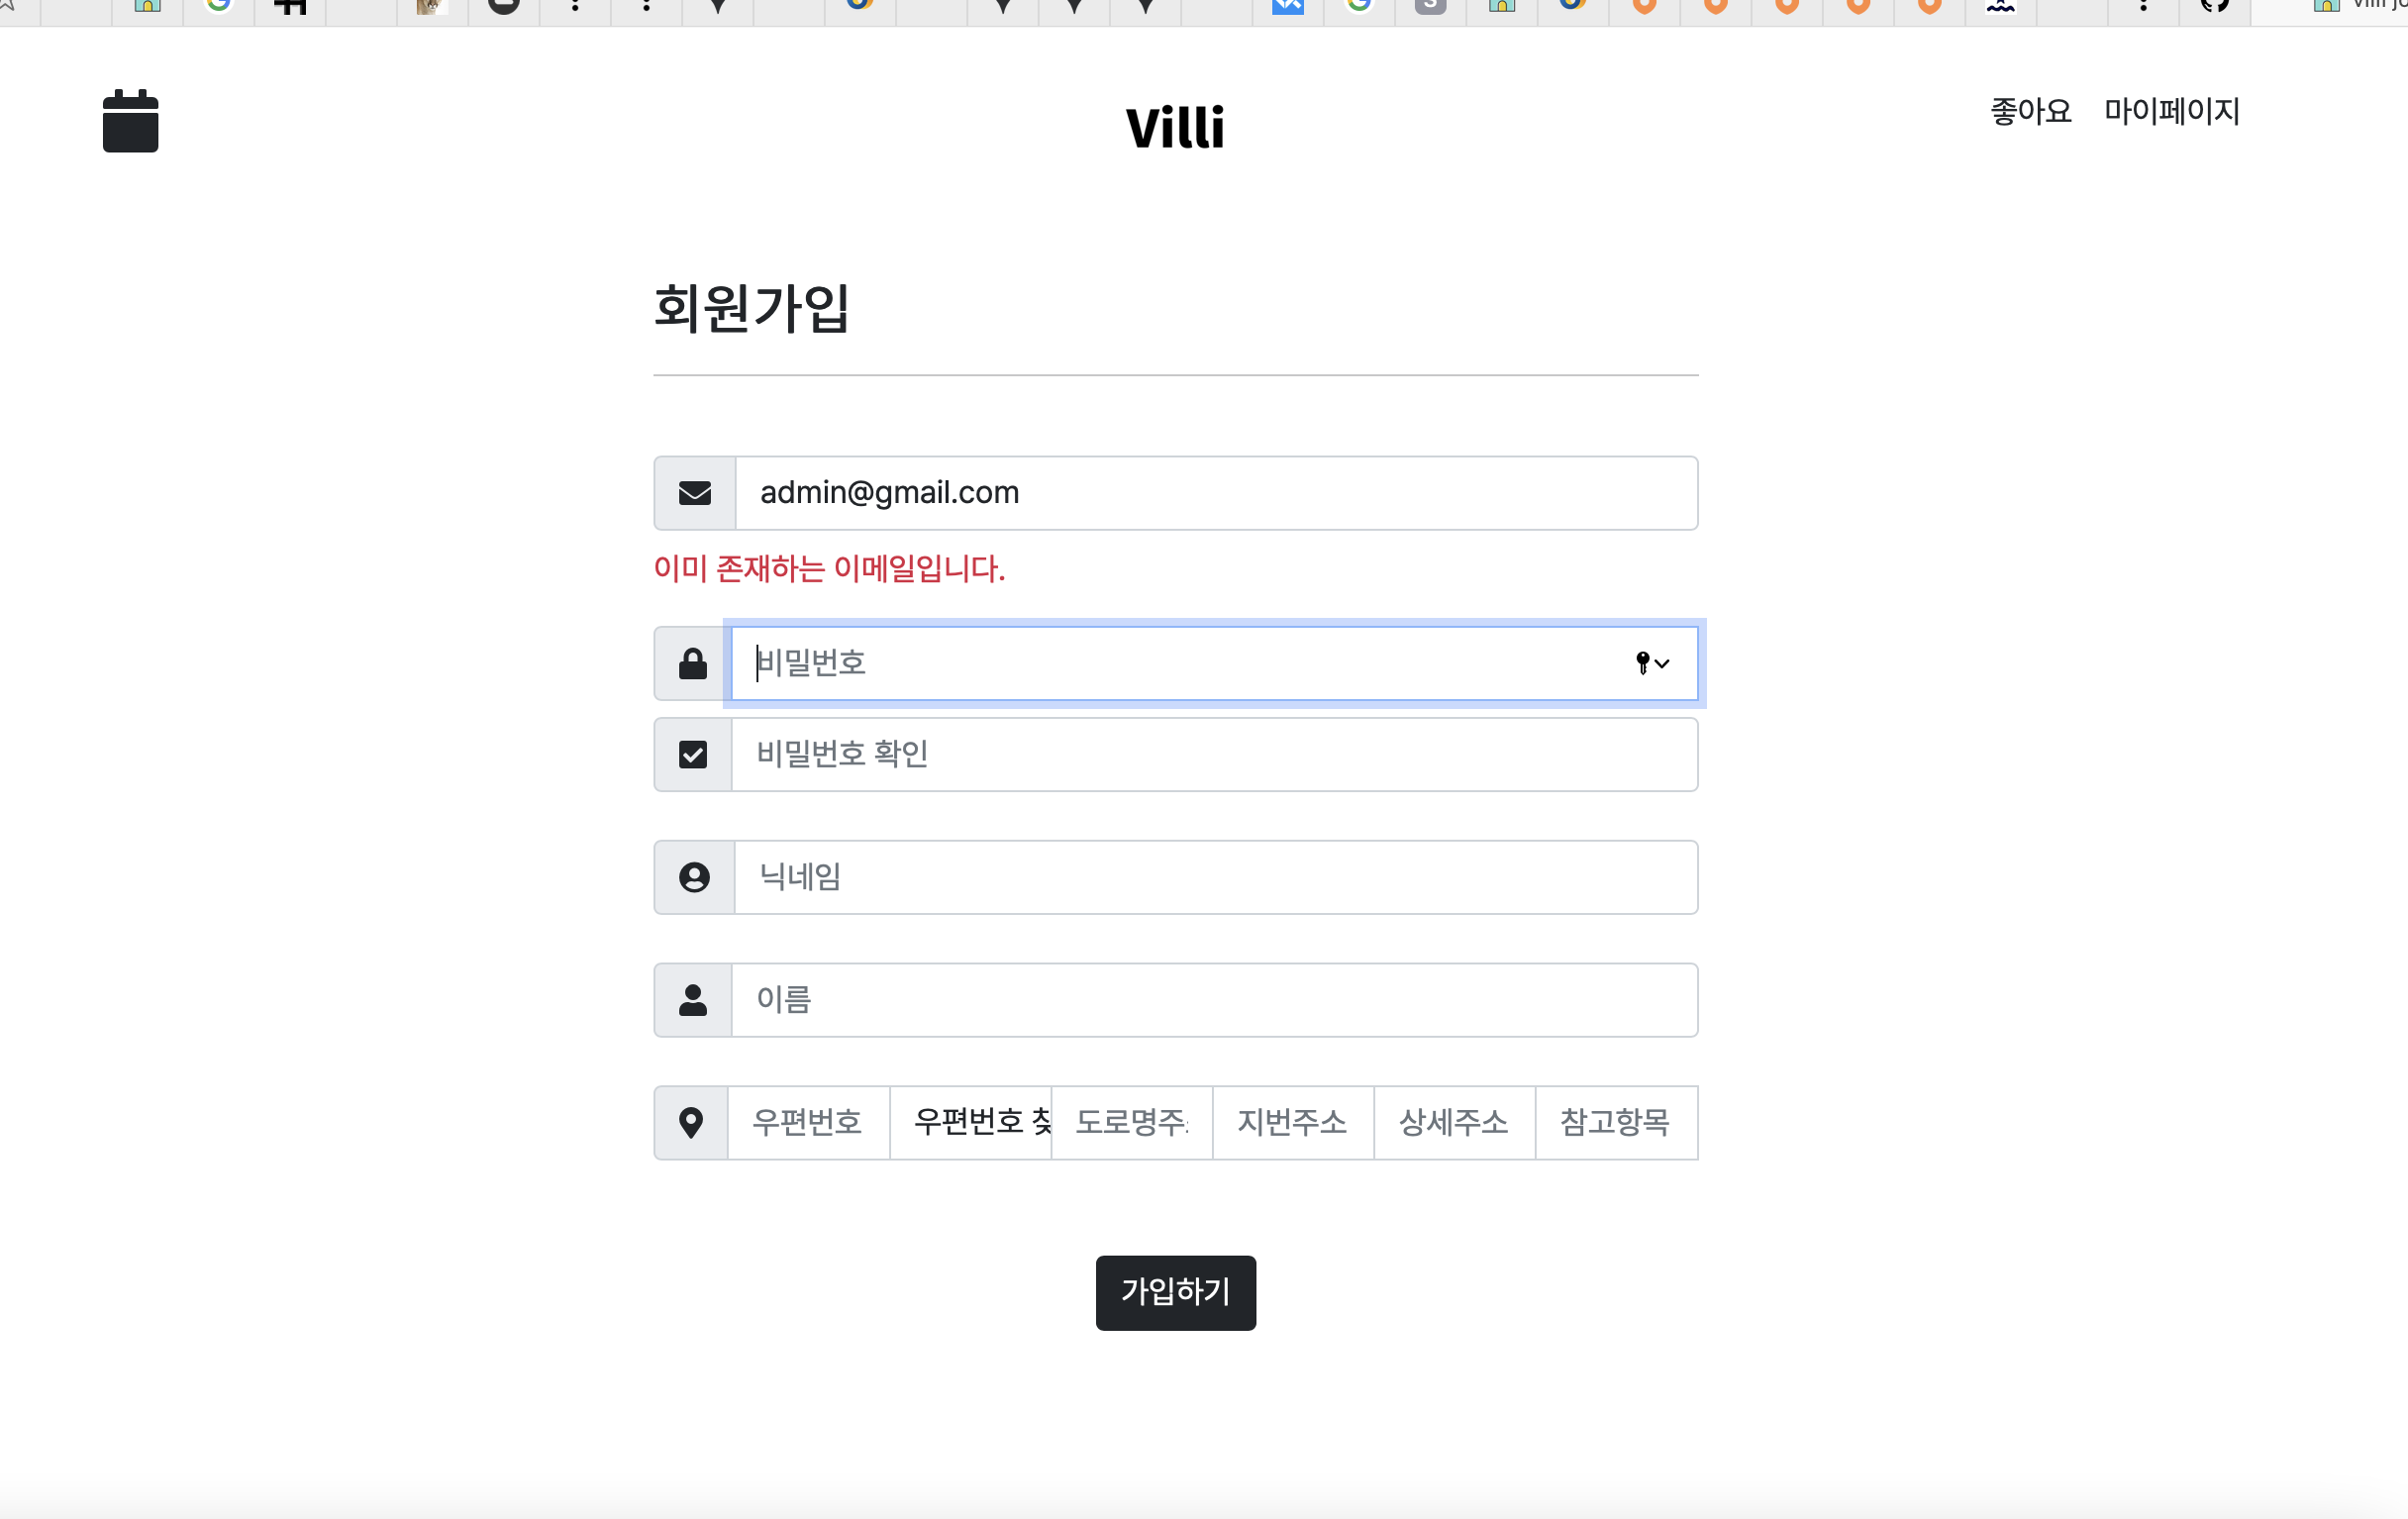 Villi
좋아요 마이페이지
회원가입
admin@gmail.com
이미 존재하는 이메일입니다.
비밀번호
비밀번호 확인
닉네임
이름
우편번호 우편번호 찾 도로명주 지번주소 상세주소 참고항목
가입하기